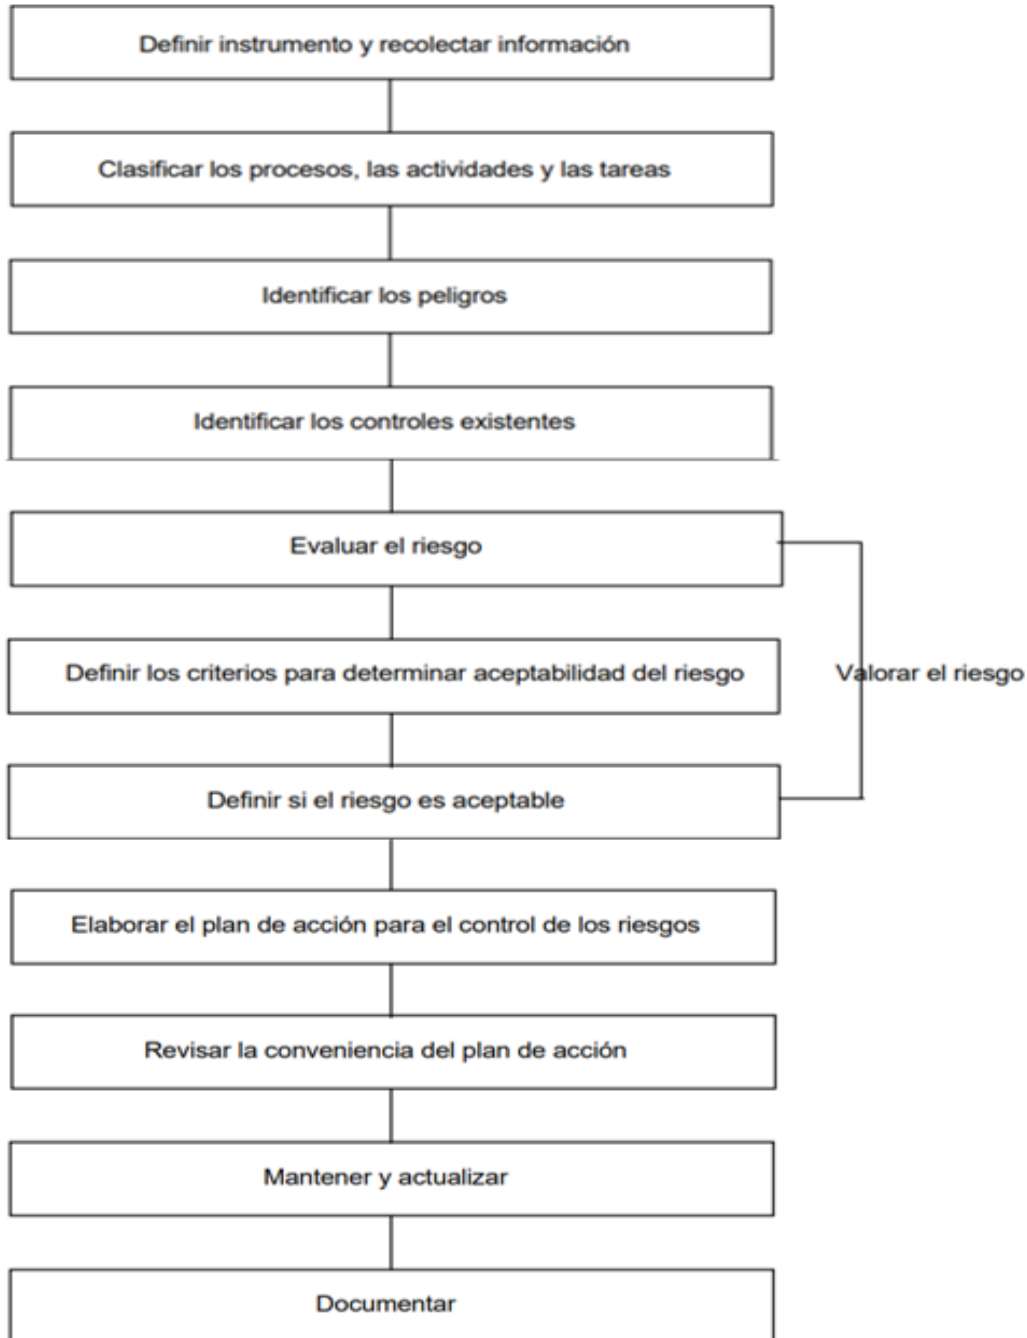 Definir instrumento y recolectar información
Clasificar los procesos, las actividades y las tareas
Identificar los peligros
Identificar los controles existentes
Evaluar el riesgo
Definir los criterios para determinar aceptabilidad del riesgo
Valorar el riesgo
Definir si el riesgo es aceptable
Elaborar el plan de acción para el control de los riesgos
Revisar la conveniencia del plan de acción
Mantener y actualizar
Documentar